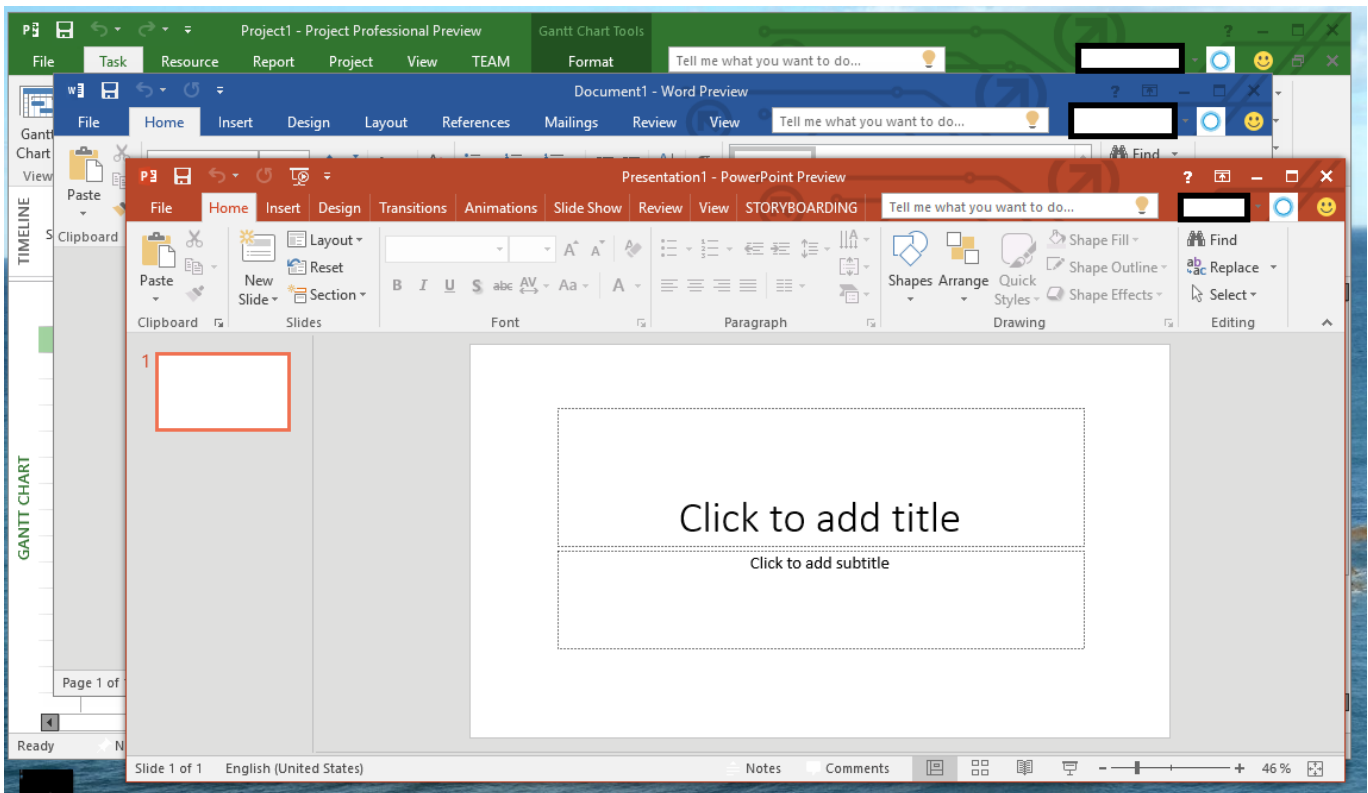 Project1 - Project Professional Preview
Gantt Chart Tools
File Task Resource Report Project View TEAM Format Tell me what you want to do...
Document1 - Word Preview
File Home Insert Design Layout References Mailings Review View Tell me what you want to do...
Gantt
Chart
View
Paste
Clipboard
Find
TIMELINE
S
GANTT CHART
Page 1 of
Ready
N
Presentation1 - PowerPoint Preview
File Home Insert Design Transitions Animations Slide Show Review View STORYBOARDING Tell me what you want to do...
Paste
New
Slide
Layout
Reset
Section
B I U S abc AV Aa A
Shapes Arrange Quick
Styles
Shape Fill
Shape Outline
Shape Effects
Find
Replace
Select
Clipboard Slides Font Paragraph Drawing Editing
1
Click to add title
Click to add subtitle
Slide 1 of 1 English (United States) Notes Comments 46 %